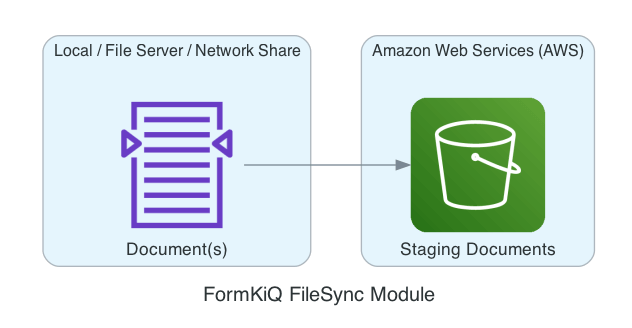 Local / File Server / Network Share
Amazon Web Services (AWS)
Document(s)
Staging Documents
FormKiQ FileSync Module